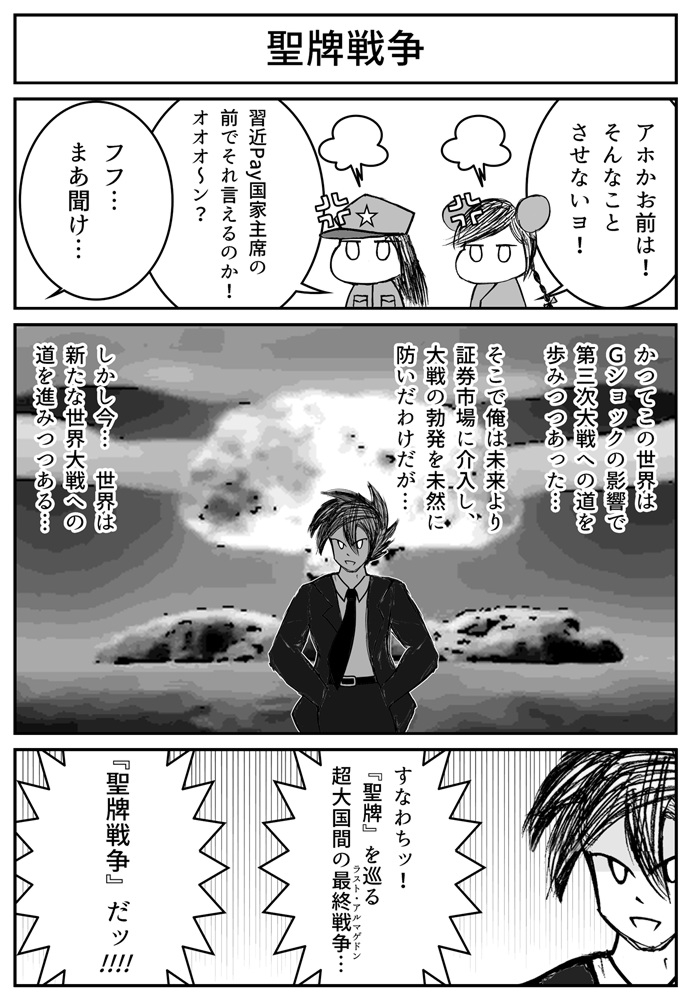 聖牌戦争
アホかお前は！
そんなこと
させないヨ！
習近Pay国家主席の
前でそれ言えるのか！
オオオ〜ン？
フフ…
まあ聞け…
かつてこの世界は
Ｇショックの影響で
第三次大戦への道を
歩みつつあった…
そこで俺は未来より
証券市場に介入し、
大戦の勃発を未然に
防いだわけだが…
しかし今…　世界は
新たな世界大戦への
道を進みつつある…
すなわちッ！
『聖牌』を巡る
超大国間の最終戦争…
ラスト・アルマゲドン
『聖牌戦争』だッ!!!!